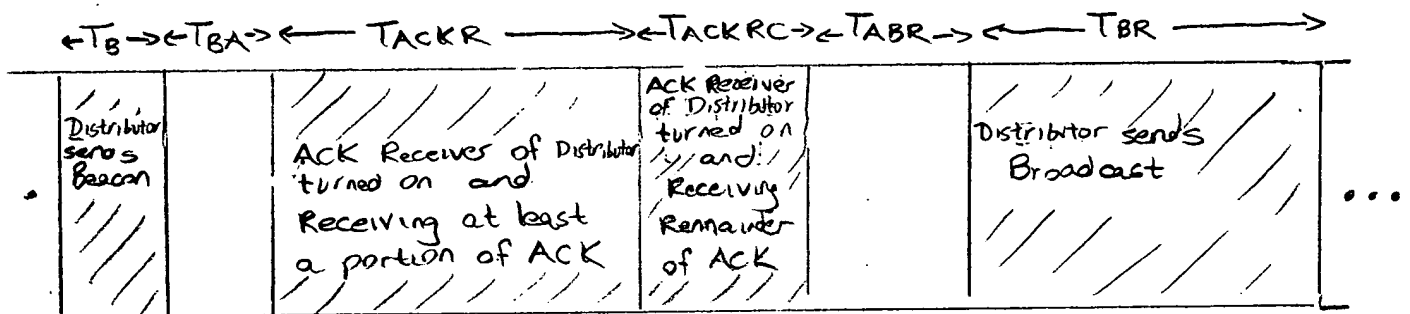 TB TBA TACKR TACKRC TABR TBR
Distributor
sends
Beacon
ACK Receiver of Distributor
turned on and
Receiving at least
a portion of ACK
ACK Receiver
of Distributor
turned on
and
Receiving
Remainder
of ACK
Distributor sends
Broadcast
...